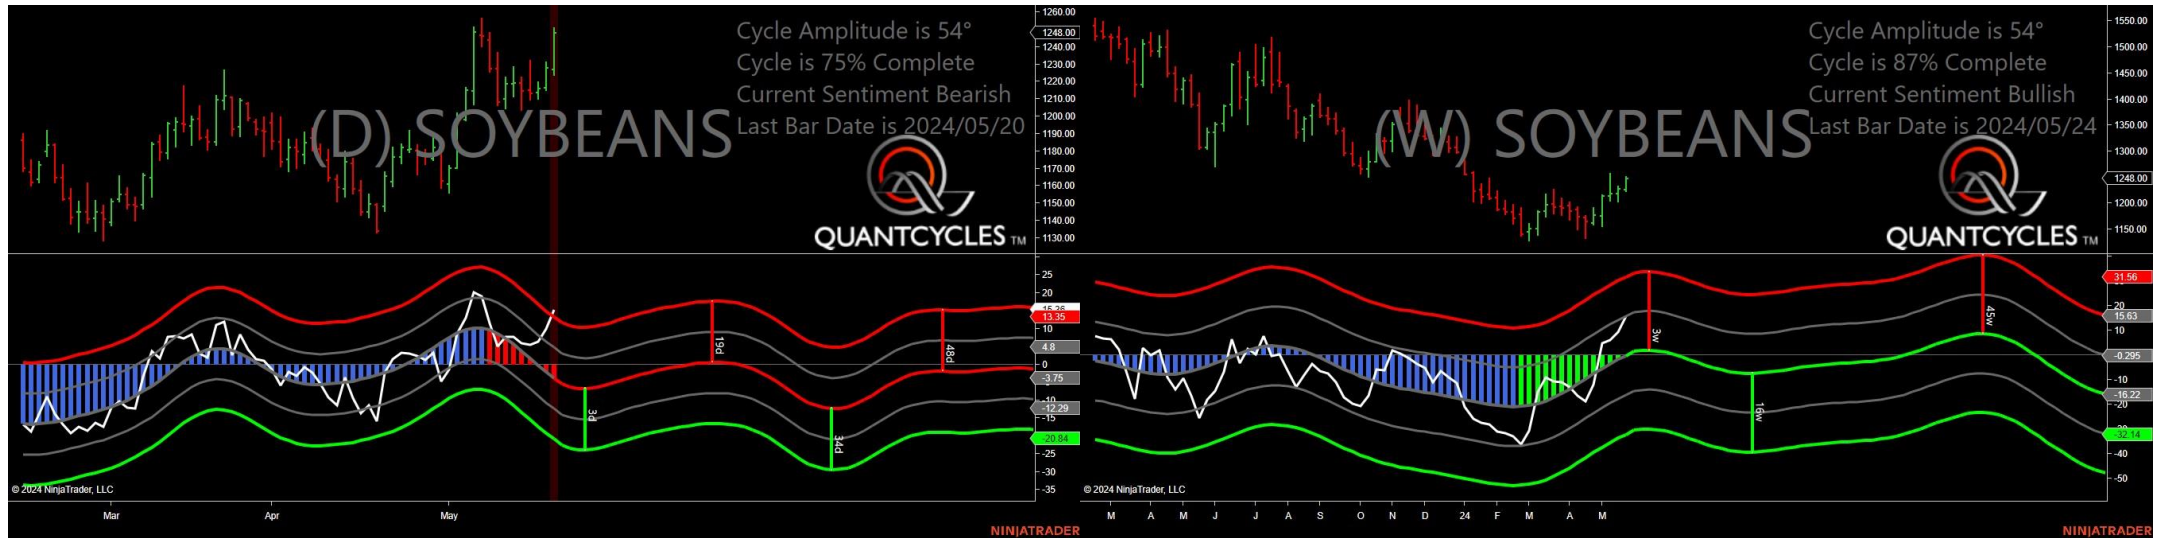 Cycle Amplitude is 54°
Cycle is 75% Complete
Current Sentiment Bearish
(D) SOYBEANS
Last Bar Date is 2024/05/20
QUANTCYCLES TM
1260.00
1248.00
1240.00
1230.00
1220.00
1210.00
1200.00
1190.00
1180.00
1170.00
1160.00
1150.00
1140.00
1130.00
25
20
13.35
10
4.8
0
-3.75
-12.29
-15
-20.84
-25
-30
-35
3d
19d
34d
48d
© 2024 NinjaTrader, LLC
Mar Apr May
NINJATRADER
Cycle Amplitude is 54°
Cycle is 87% Complete
Current Sentiment Bullish
(W) SOYBEANS
Last Bar Date is 2024/05/24
QUANTCYCLES TM
1550.00
1500.00
1450.00
1400.00
1350.00
1300.00
1248.00
1200.00
1150.00
31.56
20
15.63
10
-0.295
-10
-16.22
-20
-32.14
-40
-50
3w
16w
45w
© 2024 NinjaTrader, LLC
M A M J J A S O N D 24 F M A M
NINJATRADER